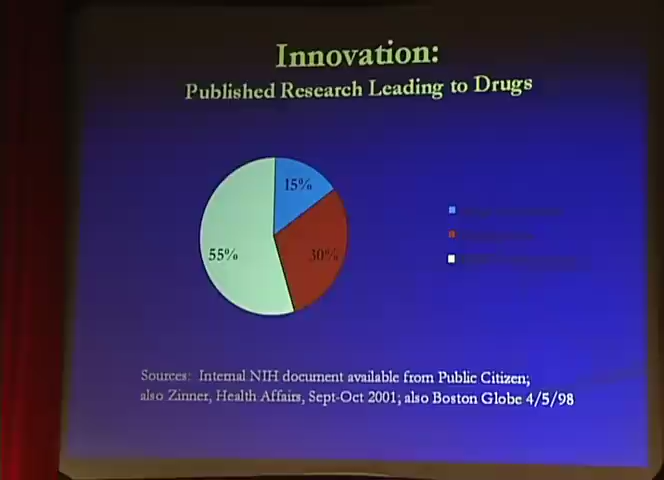 Innovation:
Published Research Leading to Drugs
15%
55%
30%
Sources: Internal NIH document available from Public Citizen;
also Zinner, Health Affairs, Sept-Oct 2001; also Boston Globe 4/5/98